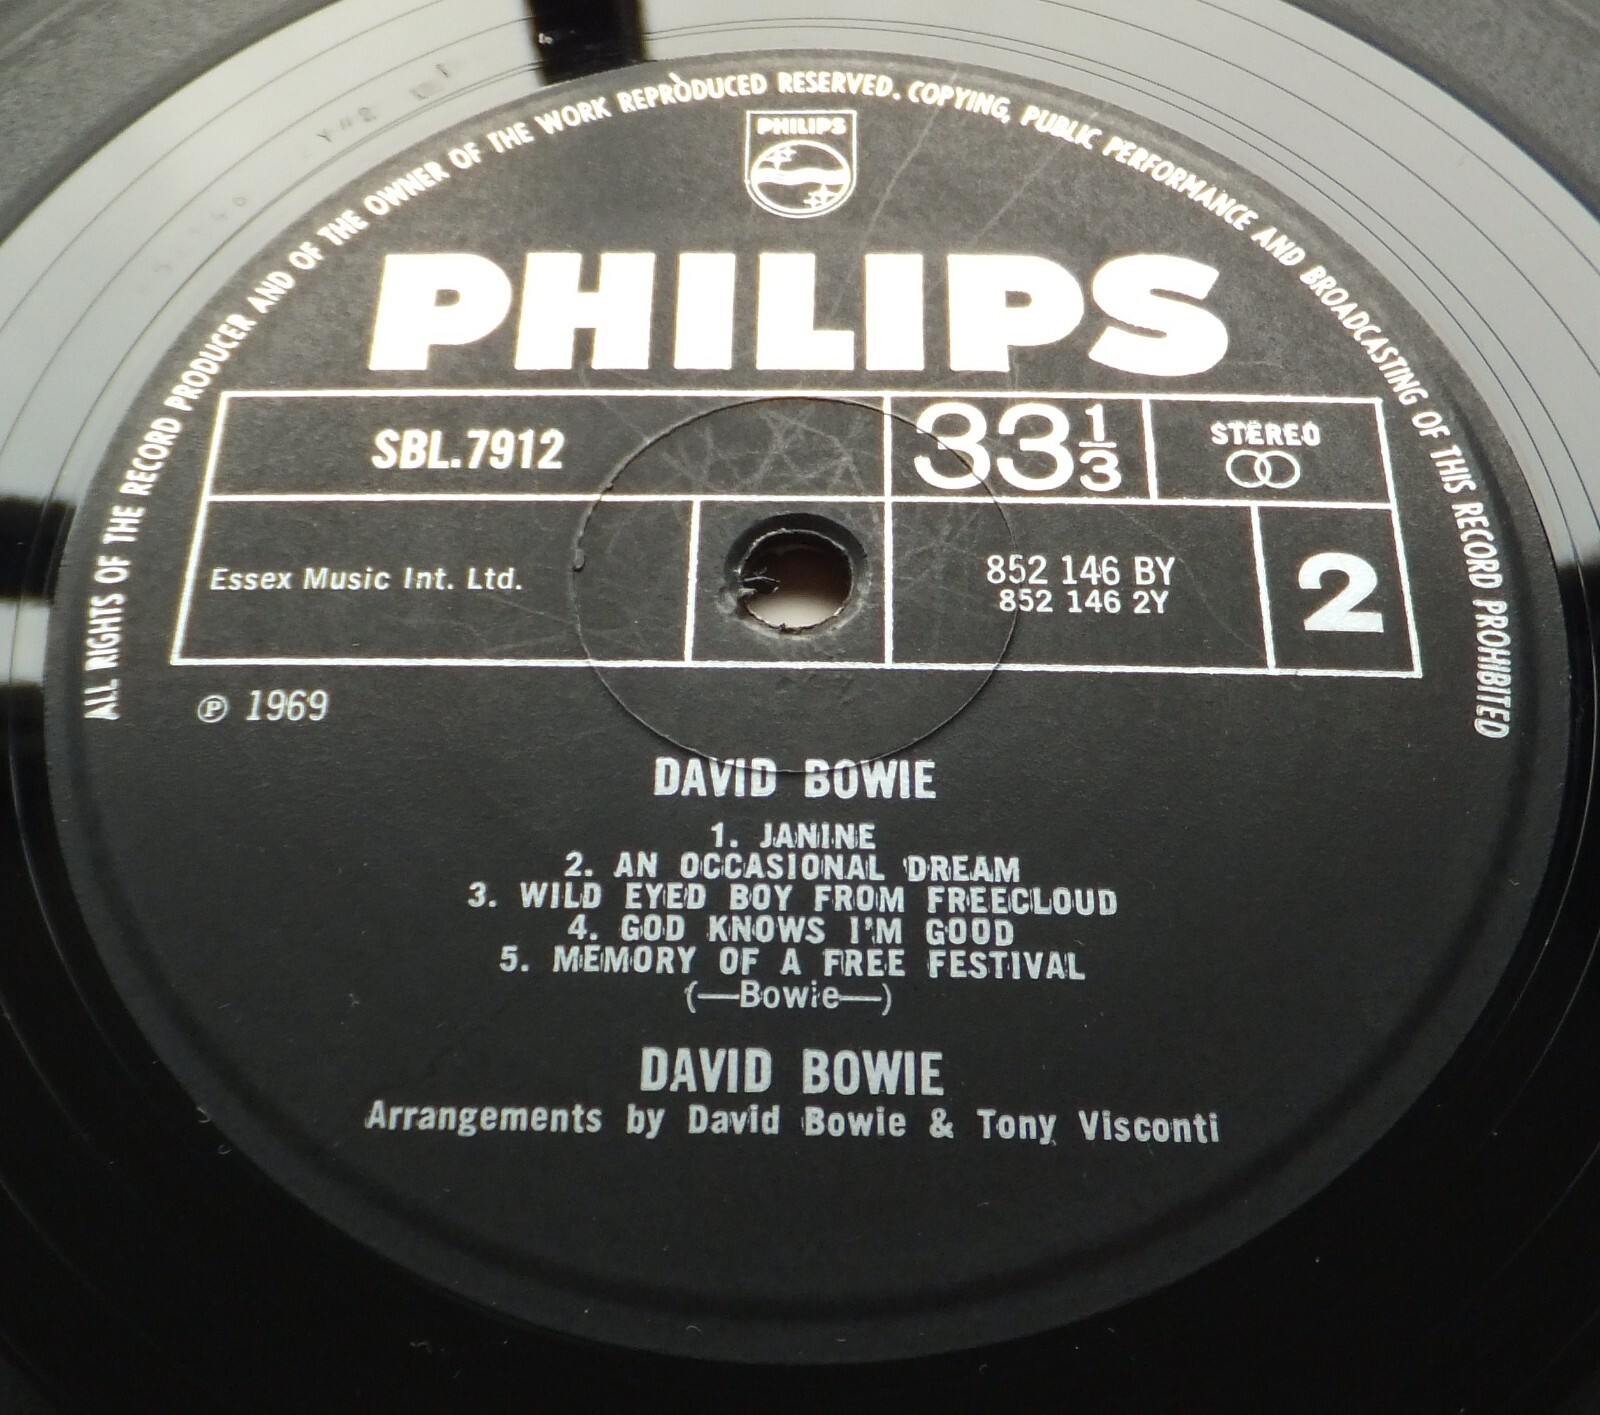 ALL RIGHTS OF THE RECORD PRODUCER AND OF THE OWNER OF THE WORK REPRODUCED RESERVED. COPYING, PUBLIC PERFORMANCE AND BROADCASTING OF THIS RECORD PROHIBITED
PHILIPS
PHILIPS
SBL.7912
33 1/3
STEREO
Essex Music Int. Ltd.
852 146 BY
852 146 2Y
2
℗ 1969
DAVID BOWIE
1. JANINE
2. AN OCCASIONAL DREAM
3. WILD EYED BOY FROM FREECLOUD
4. GOD KNOWS I'M GOOD
5. MEMORY OF A FREE FESTIVAL
(—Bowie—)
DAVID BOWIE
Arrangements by David Bowie & Tony Visconti